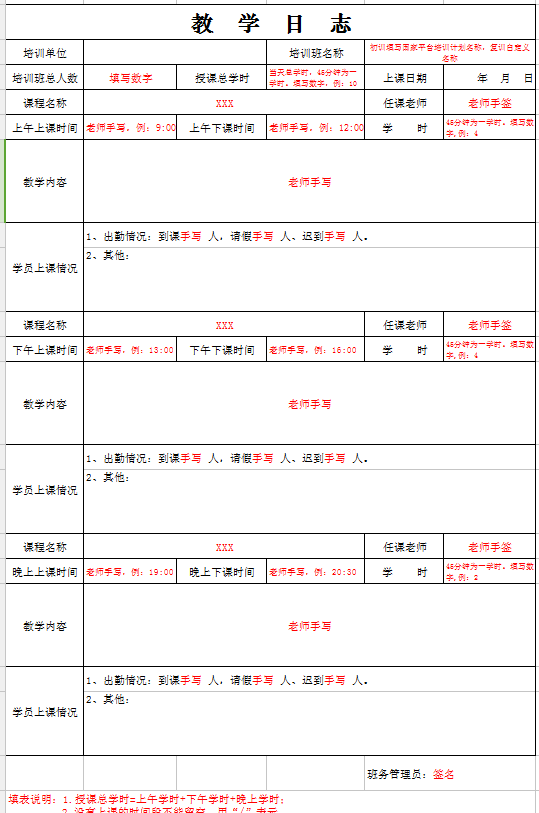 教 学 日 志
培训单位 培训班名称 初训填写国家平台培训计划名称，复训自定义名称
培训班总人数 填写数字 授课总学时 当天总学时，45分钟为一学时。填写数字，例：10 上课日期 年 月 日
课程名称 XXX 任课老师 老师手签
上午上课时间 老师手写，例：9:00 上午下课时间 老师手写，例：12:00 学 时 45分钟为一学时。填写数字,例：4
教学内容 老师手写
学员上课情况 1、出勤情况：到课手写 人，请假手写 人、迟到手写 人。
2、其他：
课程名称 XXX 任课老师 老师手签
下午上课时间 老师手写，例：13:00 下午下课时间 老师手写，例：16:00 学 时 45分钟为一学时。填写数字,例：4
教学内容 老师手写
学员上课情况 1、出勤情况：到课手写 人，请假手写 人、迟到手写 人。
2、其他：
课程名称 XXX 任课老师 老师手签
晚上上课时间 老师手写，例：19:00 晚上下课时间 老师手写，例：20:30 学 时 45分钟为一学时。填写数字,例：2
教学内容 老师手写
学员上课情况 1、出勤情况：到课手写 人，请假手写 人、迟到手写 人。
2、其他：
班务管理员：签名
填表说明：1.授课总学时=上午学时+下午学时+晚上学时；
2.没有上课的时间段不能留空，用“/”表示